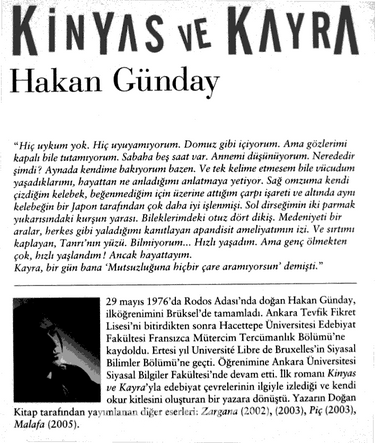 KiNYAS VE KAYRA
Hakan Günday
“Hiç uykum yok. Hiç uyuyamıyorum. Domuz gibi içiyorum. Ama gözlerimi
kapalı bile tutamıyorum. Sabaha beş saat var. Annemi düşünüyorum. Nerededir
şimdi? Aynada kendime bakıyorum bazen. Ve tek kelime etmesem bile vücudum
yaşadıklarımı, hayattan ne anladığımı anlatmaya yetiyor. Sağ omzuma kendi
çizdiğim kelebek, beğenmediğim için üzerine attığım çarpı işareti ve altında aynı
kelebeğin bir Japon tarafından çok daha iyi işlenmişi. Sol dirseğimin iki parmak
yukarısındaki kurşun yarası. Bileklerimdeki otuz dört dikiş. Medeniyeti bir
aralar, herkes gibi yaladığımı kanıtlayan apandisit ameliyatımın izi. Ve sırtımı
kaplayan, Tanrı’nın yüzü. Bilmiyorum... Hızlı yaşadım. Ama genç ölmekten
çok, hızlı yaşlandım! Ancak hayattayım.
Kayra, bir gün bana ‘Mutsuzluğuna hiçbir çare aramıyorsun’ demişti.”
29 mayıs 1976’da Rodos Adası’nda doğan Hakan Günday,
ilköğrenimini Brüksel’de tamamladı. Ankara Tevfik Fikret
Lisesi’ni bitirdikten sonra Hacettepe Üniversitesi Edebiyat
Fakültesi Fransızca Mütercim Tercümanlık Bölümü’ne
kaydoldu. Ertesi yıl Université Libre de Bruxelles’in Siyasal
Bilimler Bölümü’ne geçti. Öğrenimine Ankara Üniversitesi
Siyasal Bilgiler Fakültesi’nde devam etti. İlk romanı Kinyas
ve Kayra’yla edebiyat çevrelerinin ilgiyle izlediği ve kendi
okur kitlesini oluşturan bir yazara dönüştü. Yazarın Doğan
Kitap tarafından yayımlanan diğer eserleri: Zargana (2002), (2003), Piç (2003),
Malafa (2005).